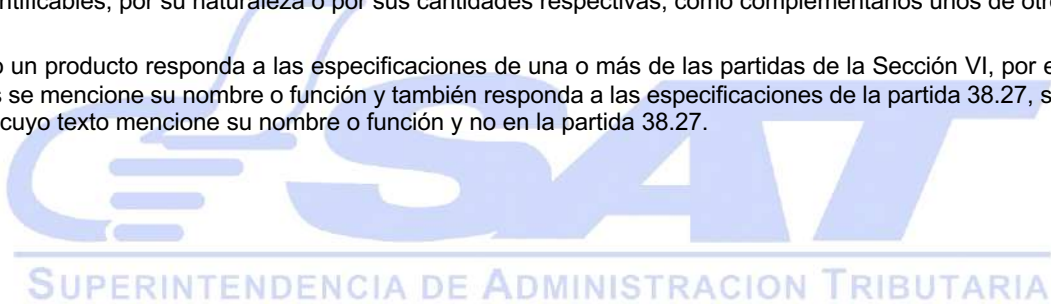 ntificables, por su naturaleza o por sus cantidades respectivas, como complementarios unos de otro
o un producto responda a las especificaciones de una o más de las partidas de la Sección VI, por e
s se mencione su nombre o función y también responda a las especificaciones de la partida 38.27, s
cuyo texto mencione su nombre o función y no en la partida 38.27.
SAT
SUPERINTENDENCIA DE ADMINISTRACION TRIBUTARIA